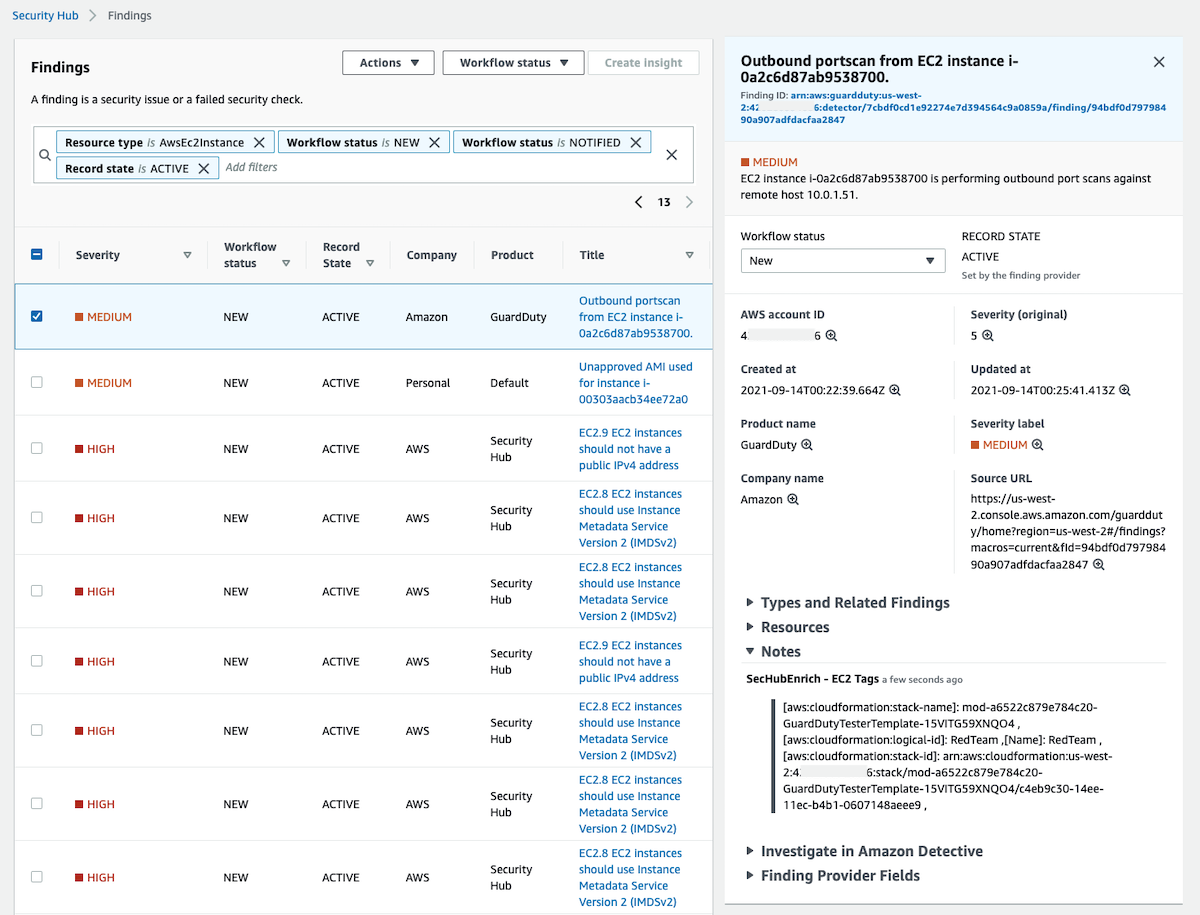 Security Hub > Findings
Findings
Actions ▼
Workflow status ▼
Create insight
A finding is a security issue or a failed security check.
Resource type is AwsEc2Instance ✕
Workflow status is NEW ✕
Workflow status is NOTIFIED ✕
Record state is ACTIVE ✕
Add filters
< 13 >
Severity
Workflow
status
Record
State
Company
Product
Title
MEDIUM
NEW
ACTIVE
Amazon
GuardDuty
Outbound portscan
from EC2 instance i-
0a2c6d87ab9538700.
MEDIUM
NEW
ACTIVE
Personal
Default
Unapproved AMI used
for instance i-
00303aacb34ee72a0
HIGH
NEW
ACTIVE
AWS
Security
Hub
EC2.9 EC2 instances
should not have a
public IPv4 address
HIGH
NEW
ACTIVE
AWS
Security
Hub
EC2.8 EC2 instances
should use Instance
Metadata Service
Version 2 (IMDSv2)
HIGH
NEW
ACTIVE
AWS
Security
Hub
EC2.8 EC2 instances
should use Instance
Metadata Service
Version 2 (IMDSv2)
HIGH
NEW
ACTIVE
AWS
Security
Hub
EC2.9 EC2 instances
should not have a
public IPv4 address
HIGH
NEW
ACTIVE
AWS
Security
Hub
EC2.8 EC2 instances
should use Instance
Metadata Service
Version 2 (IMDSv2)
HIGH
NEW
ACTIVE
AWS
Security
Hub
EC2.8 EC2 instances
should use Instance
Metadata Service
Version 2 (IMDSv2)
HIGH
NEW
ACTIVE
AWS
Security
Hub
EC2.8 EC2 instances
should use Instance
Metadata Service
Version 2 (IMDSv2)
Outbound portscan from EC2 instance i-
0a2c6d87ab9538700.
Finding ID: arn:aws:guardduty:us-west-
2:42 6:detector/7cbdf0cd1e92274e7d394564c9a0859a/finding/94bdf0d797984
90a907adfdacfaa2847
MEDIUM
EC2 instance i-0a2c6d87ab9538700 is performing outbound port scans against
remote host 10.0.1.51.
Workflow status
New
RECORD STATE
ACTIVE
Set by the finding provider
AWS account ID
4 6
Severity (original)
5
Created at
2021-09-14T00:22:39.664Z
Updated at
2021-09-14T00:25:41.413Z
Product name
GuardDuty
Severity label
MEDIUM
Company name
Amazon
Source URL
https://us-west-
2.console.aws.amazon.com/guarddut
y/home?region=us-west-2#/findings?
macros=current&fId=94bdf0d797984
90a907adfdacfaa2847
Types and Related Findings
Resources
Notes
SecHubEnrich - EC2 Tags a few seconds ago
[aws:cloudformation:stack-name]: mod-a6522c879e784c20-
GuardDutyTesterTemplate-15VITG59XNQO4 ,
[aws:cloudformation:logical-id]: RedTeam ,[Name]: RedTeam ,
[aws:cloudformation:stack-id]: arn:aws:cloudformation:us-west-
2:4 6:stack/mod-a6522c879e784c20-
GuardDutyTesterTemplate-15VITG59XNQO4/c4eb9c30-14ee-
11ec-b4b1-0607148aeee9 ,
Investigate in Amazon Detective
Finding Provider Fields